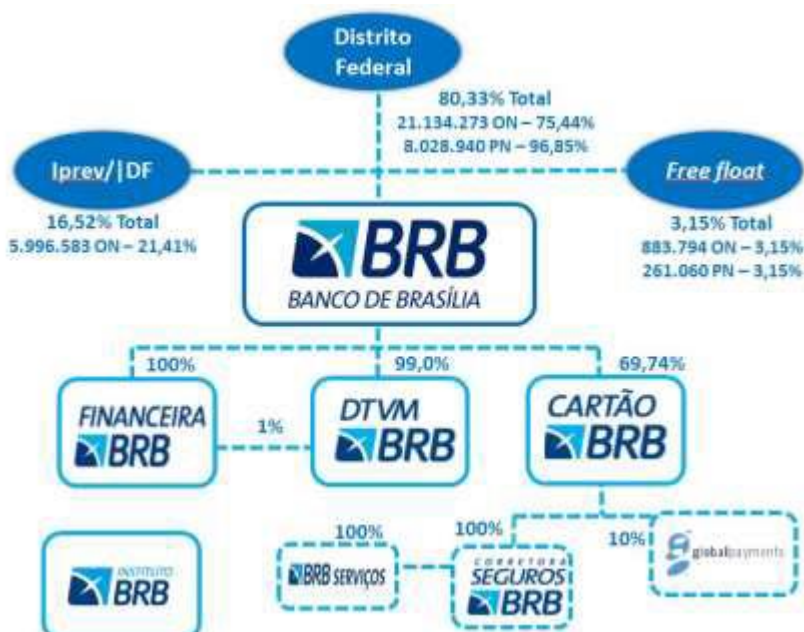 Distrito
Federal
80,33% Total
21.134.273 ON – 75,44%
8.028.940 PN – 96,85%
Iprev/|DF
16,52% Total
5.996.583 ON – 21,41%
Free float
3,15% Total
883.794 ON – 3,15%
261.060 PN – 3,15%
BRB
BANCO DE BRASÍLIA
100%
99,0%
69,74%
FINANCEIRA
BRB
1%
DTVM
BRB
CARTÃO
BRB
INSTITUTO
BRB
100%
BRB SERVIÇOS
100%
CORRETORA
SEGUROS
BRB
10%
globalpayments